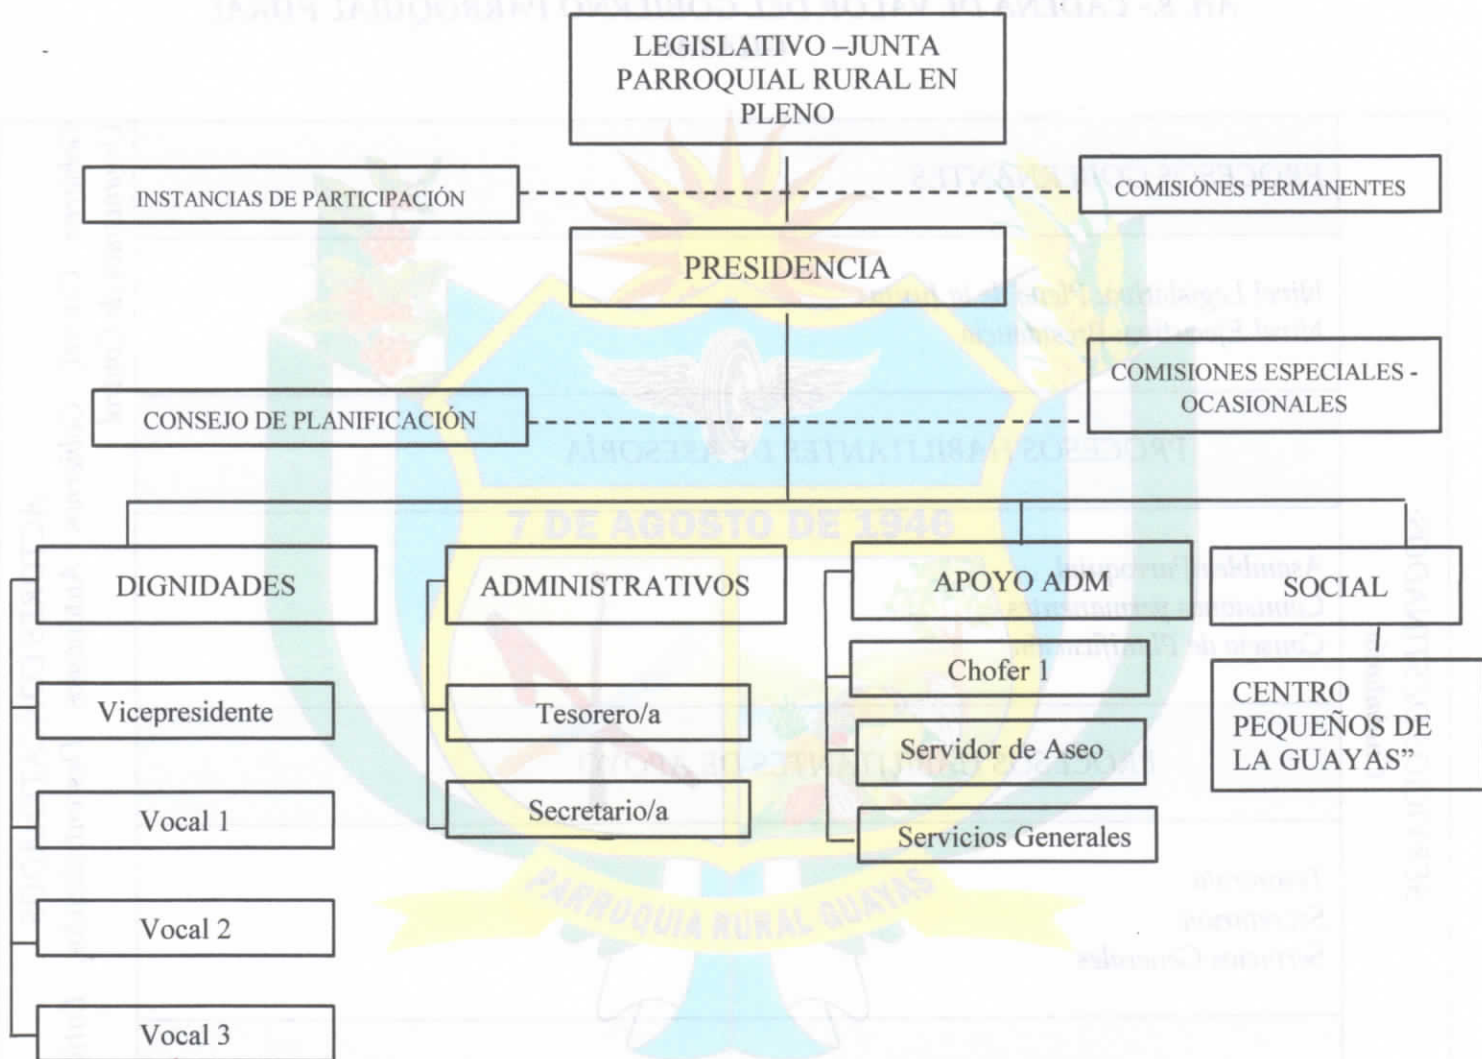 LEGISLATIVO –JUNTA
PARROQUIAL RURAL EN
PLENO
INSTANCIAS DE PARTICIPACIÓN
COMISIÓNES PERMANENTES
PRESIDENCIA
COMISIONES ESPECIALES -
OCASIONALES
CONSEJO DE PLANIFICACIÓN
7 DE AGOSTO DE 1946
DIGNIDADES
ADMINISTRATIVOS
APOYO ADM
SOCIAL
Vicepresidente
Vocal 1
Vocal 2
Vocal 3
Tesorero/a
Secretario/a
Chofer 1
Servidor de Aseo
Servicios Generales
CENTRO
PEQUEÑOS DE
LA GUAYAS”
PARROQUIA RURAL GUAYAS